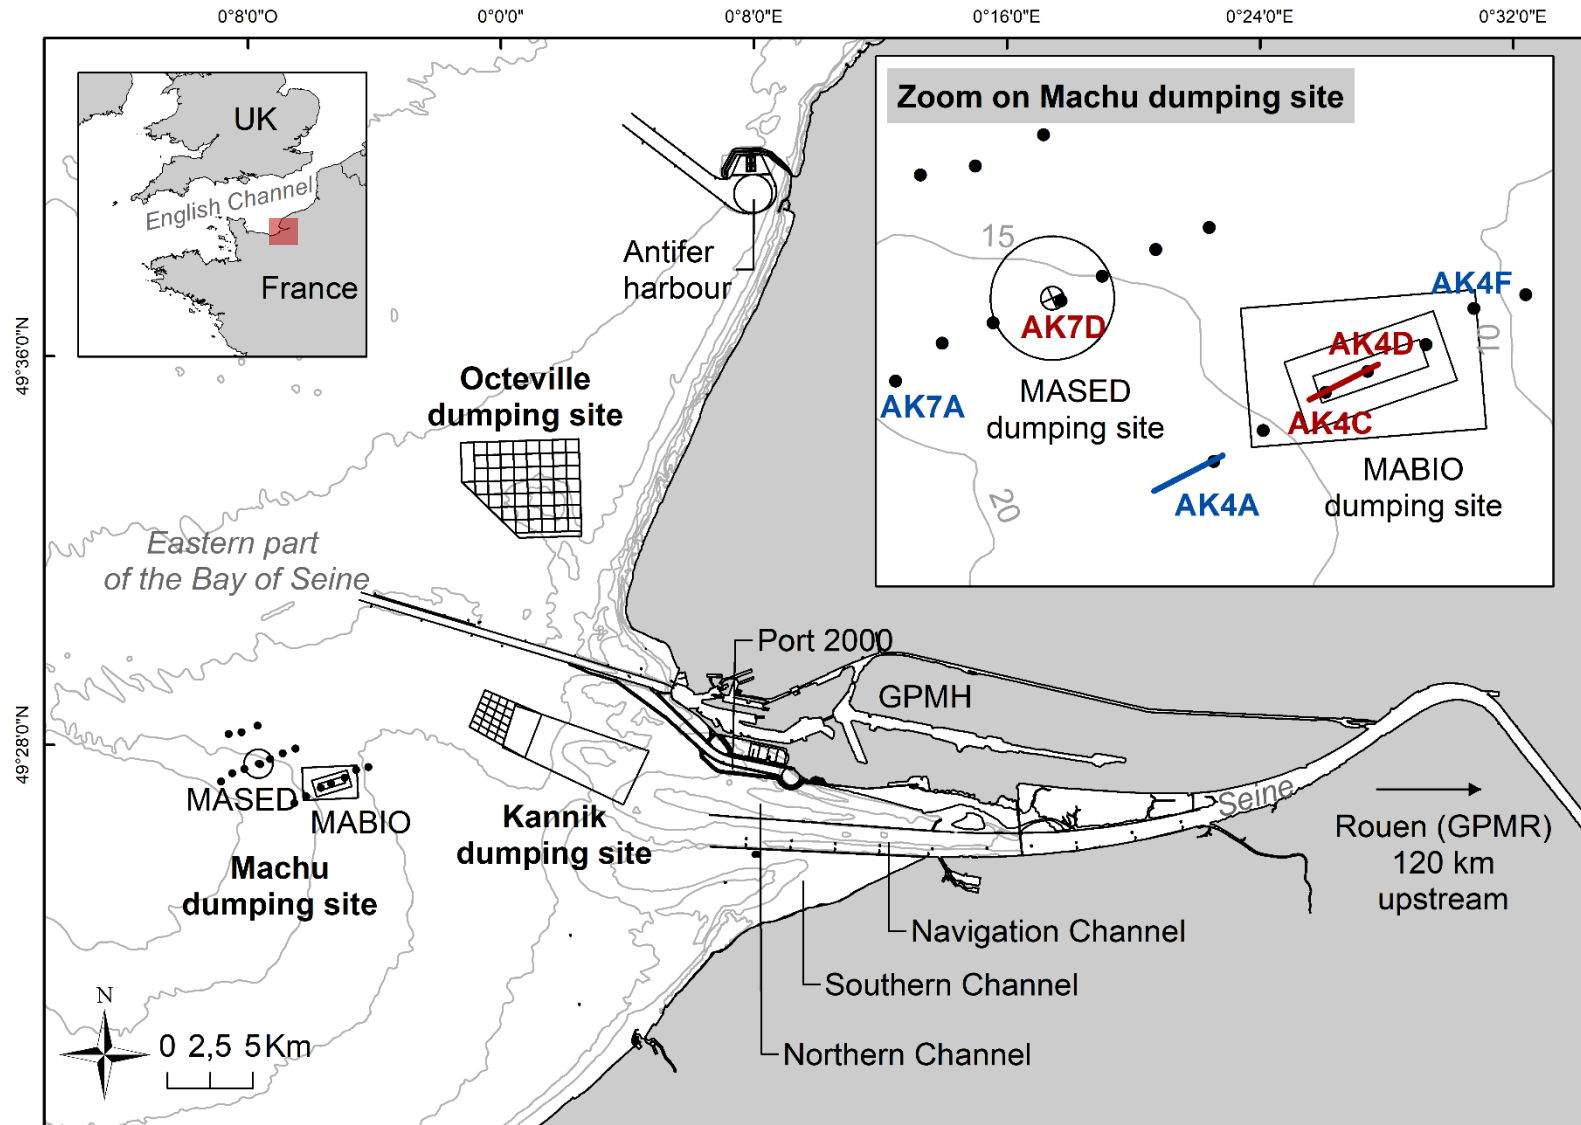 0°8'0"O
0°0'0"
0°8'0"E
0°16'0"E
0°24'0"E
0°32'0"E
49°36'0"N
49°28'0"N
UK
English Channel
France
Antifer
harbour
Octeville
dumping site
Eastern part
of the Bay of Seine
Zoom on Machu dumping site
15
AK7D
AK7A
MASED
dumping site
AK4F
10
AK4D
AK4C
MABIO
dumping site
AK4A
20
Port 2000
GPMH
MASED
MABIO
Machu
dumping site
Kannik
dumping site
Seine
Rouen (GPMR)
120 km
upstream
Navigation Channel
Southern Channel
Northern Channel
N
0 2,5 5Km